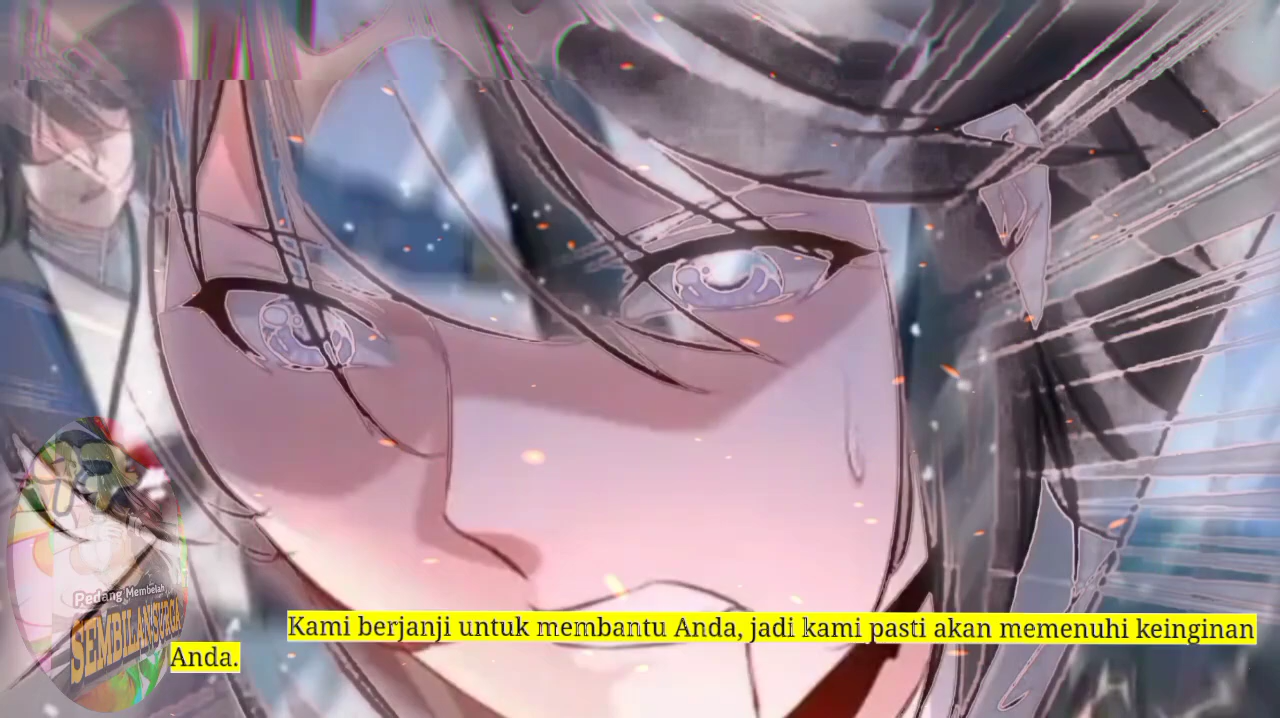 Pedang Membelah
SEMBILAN SURGA
Kami berjanji untuk membantu Anda, jadi kami pasti akan memenuhi keinginan
Anda.